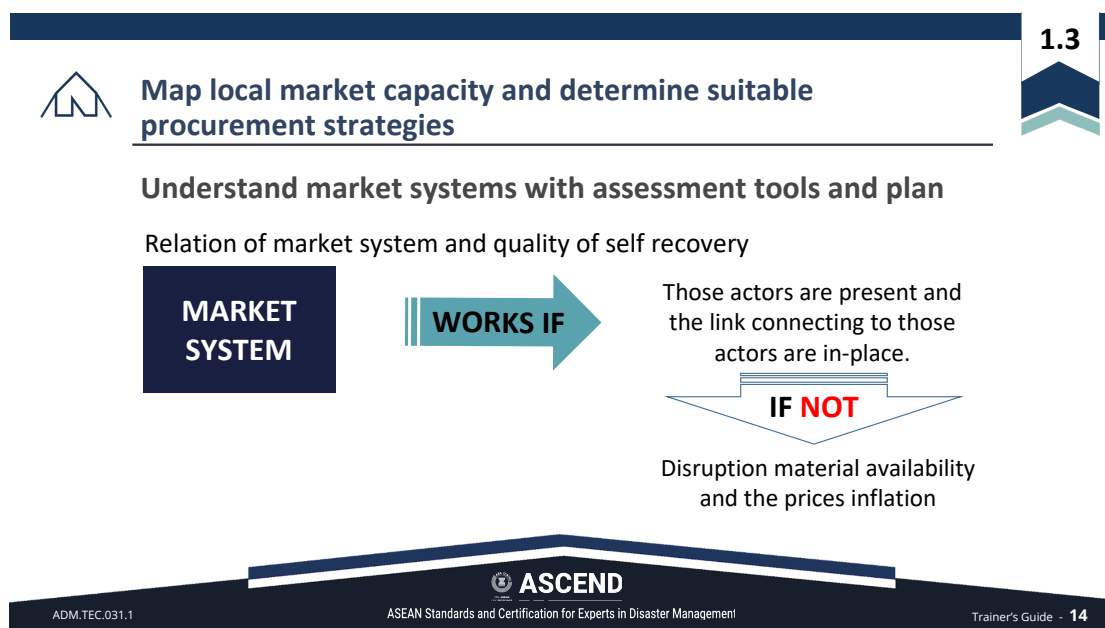 1.3
Map local market capacity and determine suitable
procurement strategies
Understand market systems with assessment tools and plan
Relation of market system and quality of self recovery
MARKET
SYSTEM
WORKS IF
Those actors are present and
the link connecting to those
actors are in-place.
IF NOT
Disruption material availability
and the prices inflation
ASCEND
ADM.TEC.031.1
ASEAN Standards and Certification for Experts in Disaster Management
Trainer's Guide - 14